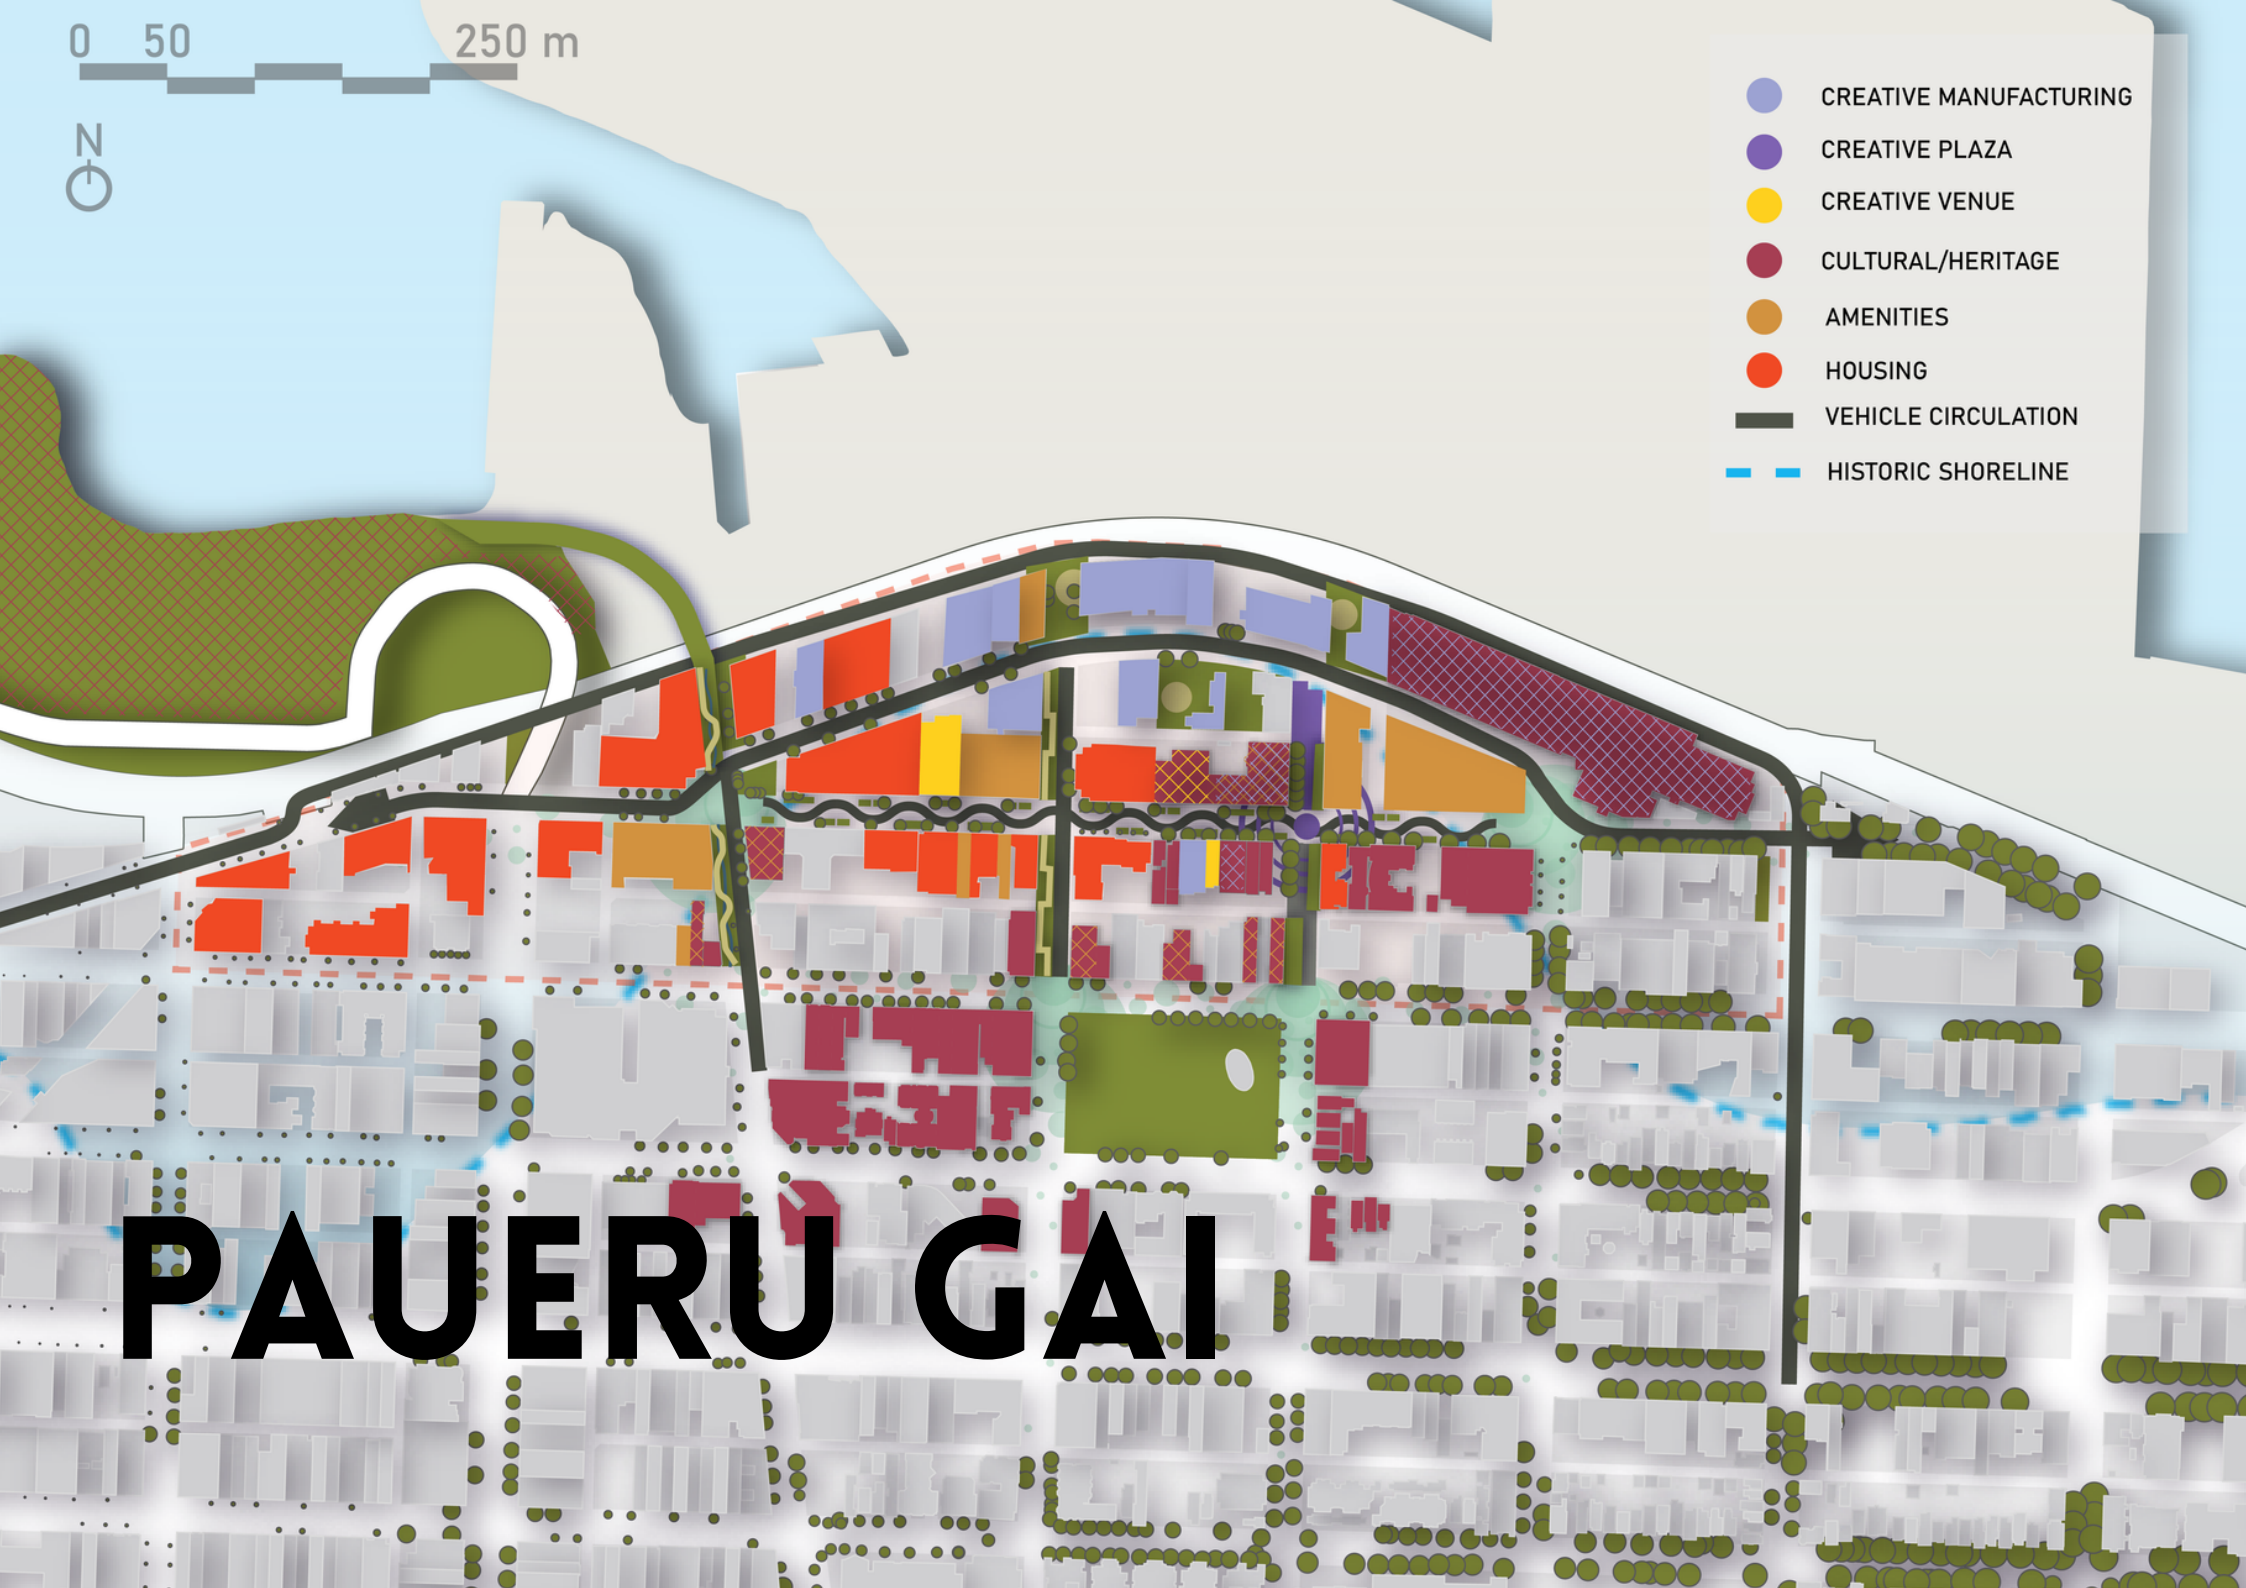 0 50 250 m
N
CREATIVE MANUFACTURING
CREATIVE PLAZA
CREATIVE VENUE
CULTURAL/HERITAGE
AMENITIES
HOUSING
VEHICLE CIRCULATION
HISTORIC SHORELINE
PAUERU GAI